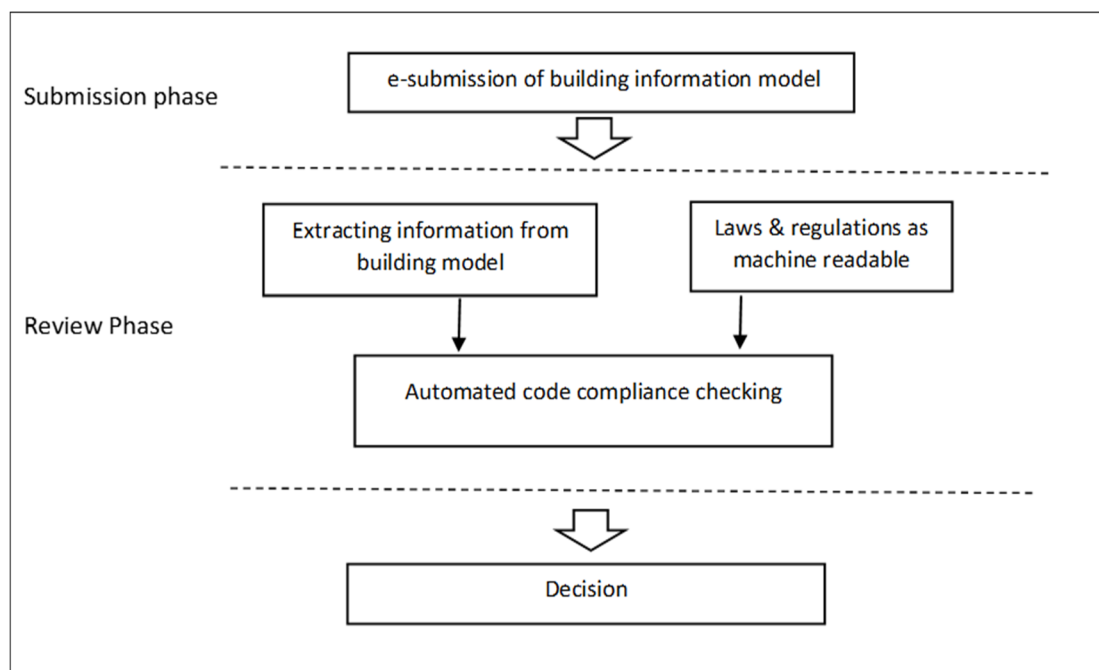 e-submission of building information model
Submission phase
Extracting information from
building model
Laws & regulations as
machine readable
Review Phase
Automated code compliance checking
Decision